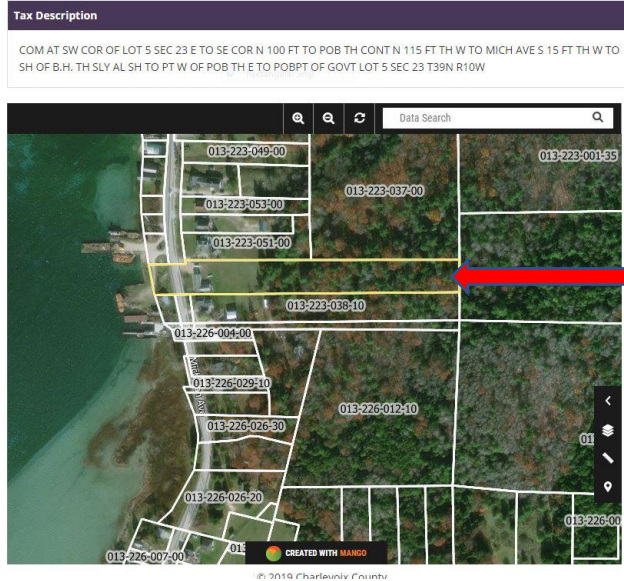 Tax Description
COM AT SW COR OF LOT 5 SEC 23 E TO SE COR N 100 FT TO POB TH CONT N 115 FT TH W TO MICH AVE S 15 FT TH W TO
SH OF B.H. TH SLY AL SH TO PT W OF POB TH E TO POBPT OF GOVT LOT 5 SEC 23 T39N R10W
Data Search
013-223-049-00
013-223-001-35
013-223-037-00
013-223-053-00
013-223-051-00
013-223-038-10
013-226-004-00
013-226-029-10
013-226-012-10
013-226-026-30
013-226-026-20
013-226-00
013-226-007-00
CREATED WITH MANGO
© 2019 Charlevoix County